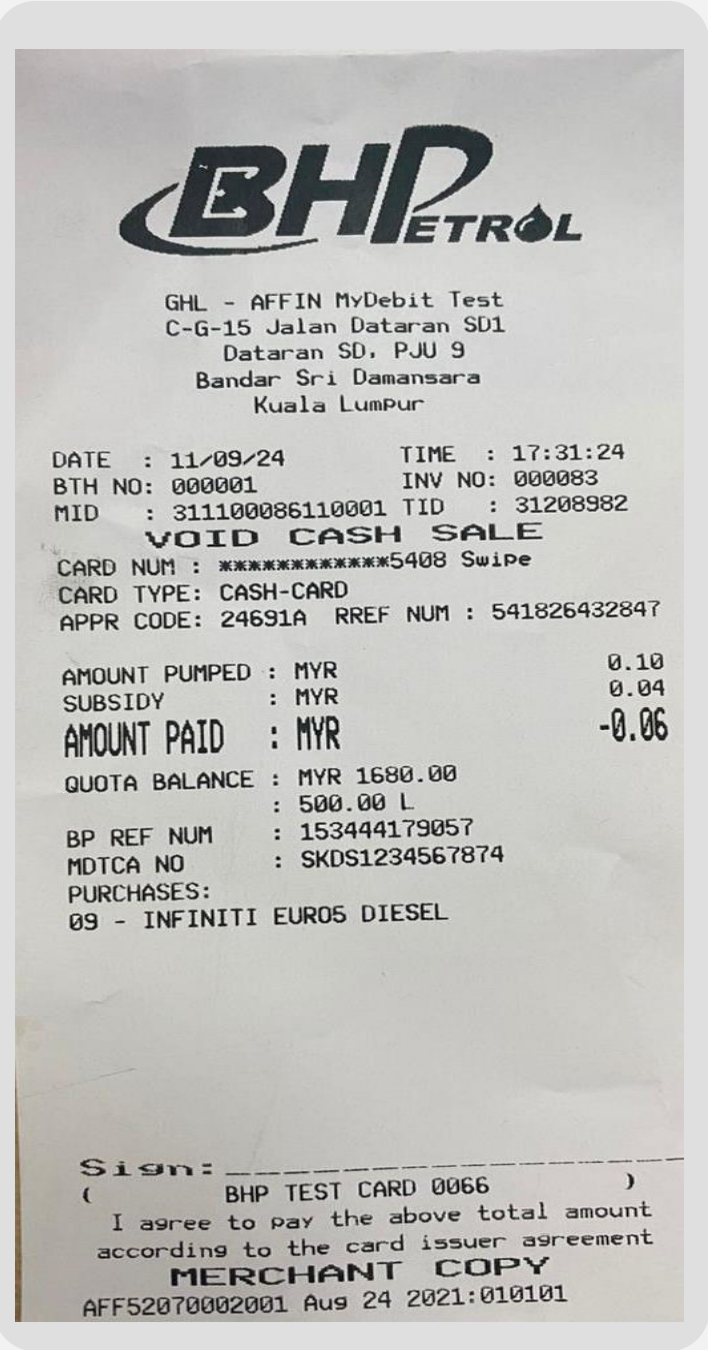 BHPETROL
GHL - AFFIN MyDebit Test
C-G-15 Jalan Dataran SD1
Dataran SD, PJU 9
Bandar Sri Damansara
Kuala Lumpur
DATE : 11/09/24 TIME : 17:31:24
BTH NO: 000001 INV NO: 000083
MID : 311100086110001 TID : 31208982
VOID CASH SALE
CARD NUM : ************5408 Swipe
CARD TYPE: CASH-CARD
APPR CODE: 24691A RREF NUM : 541826432847
AMOUNT PUMPED : MYR 0.10
SUBSIDY : MYR 0.04
AMOUNT PAID : MYR -0.06
QUOTA BALANCE : MYR 1680.00
: 500.00 L
BP REF NUM : 153444179057
MDTCA NO : SKDS1234567874
PURCHASES:
09 - INFINITI EURO5 DIESEL
Sign:_______________
( BHP TEST CARD 0066 )
I agree to pay the above total amount
according to the card issuer agreement
MERCHANT COPY
AFF52070002001 Aug 24 2021:010101